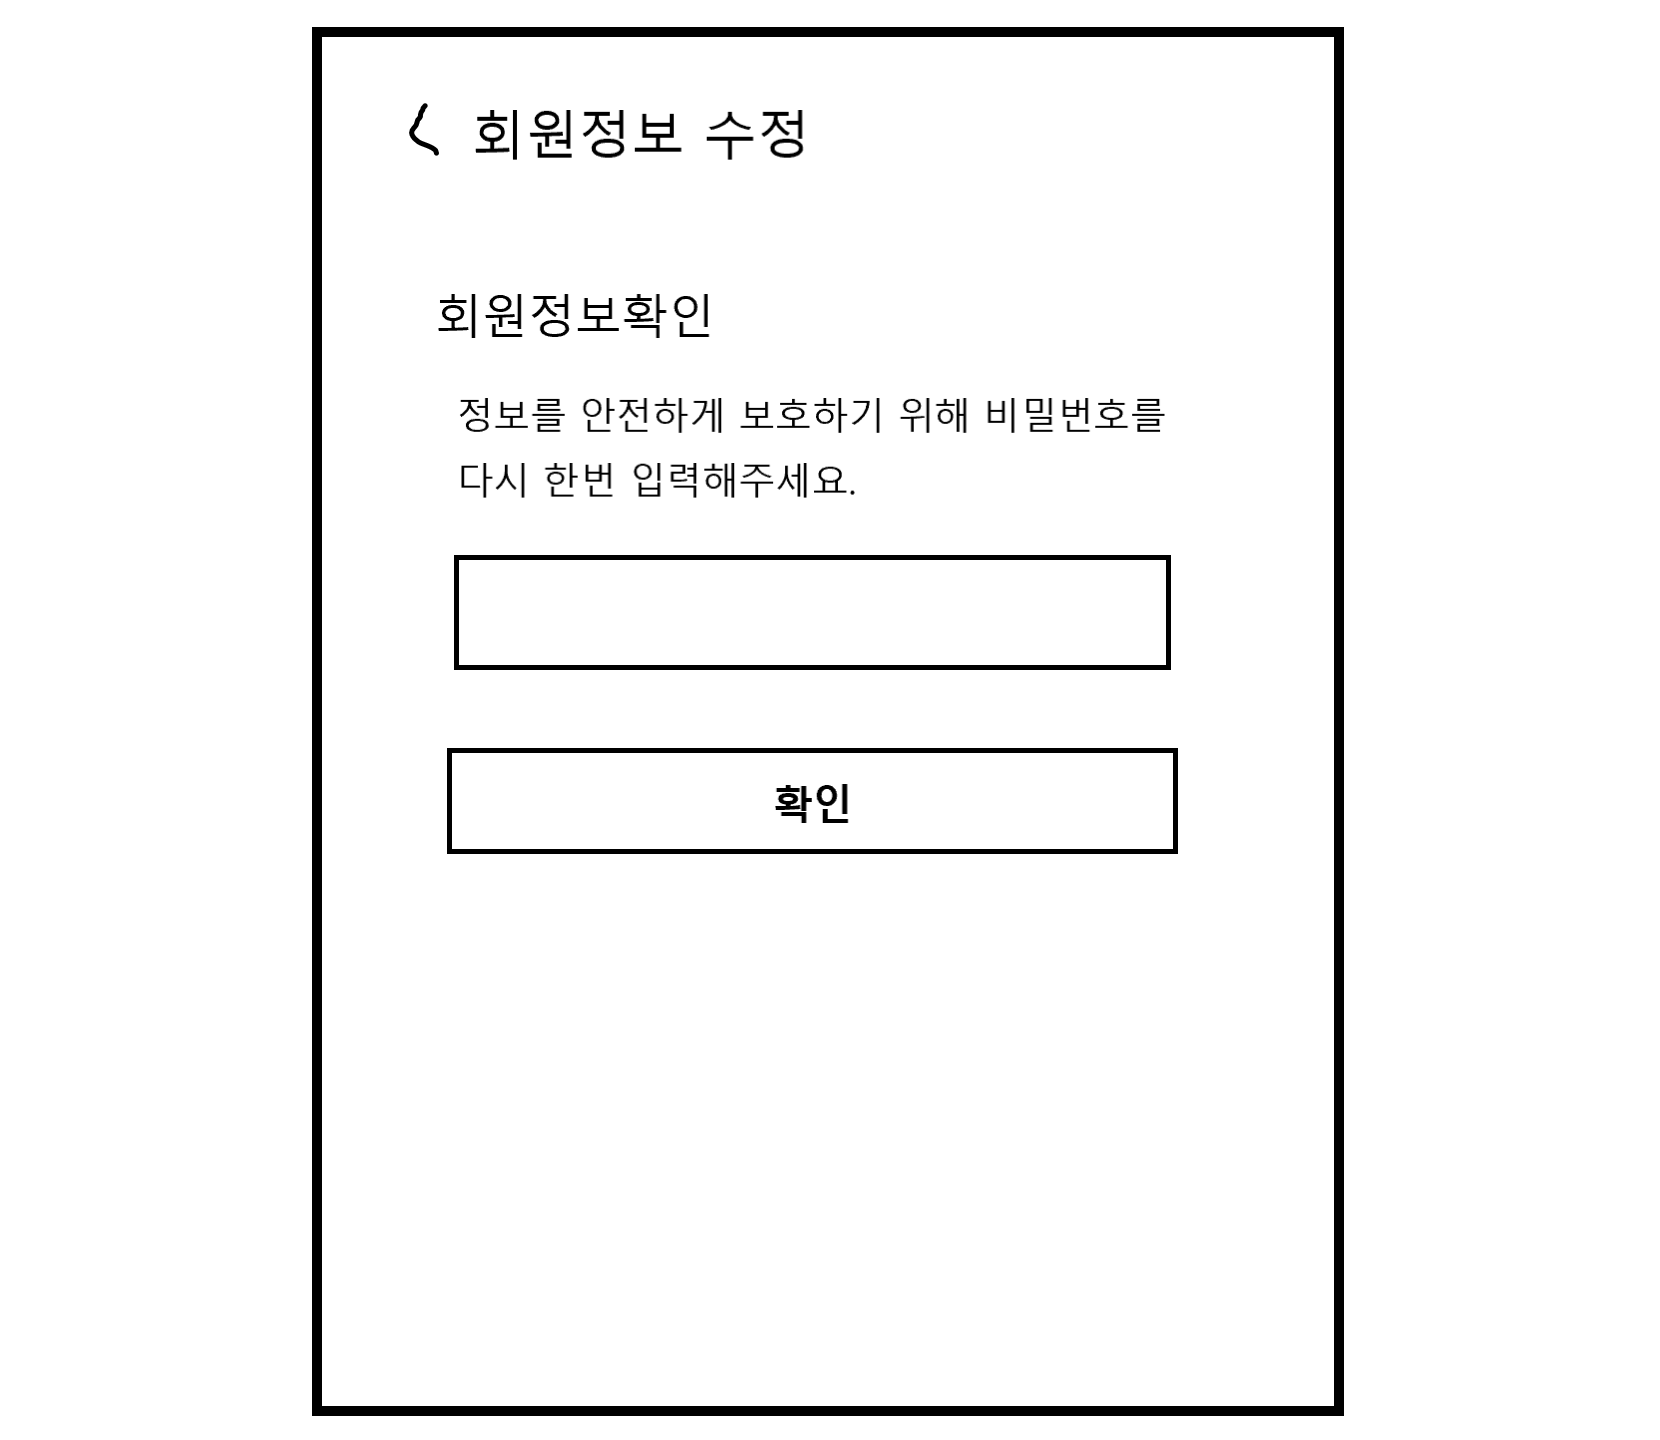 회원정보 수정
회원정보확인
정보를 안전하게 보호하기 위해 비밀번호를
다시 한번 입력해주세요.
확인